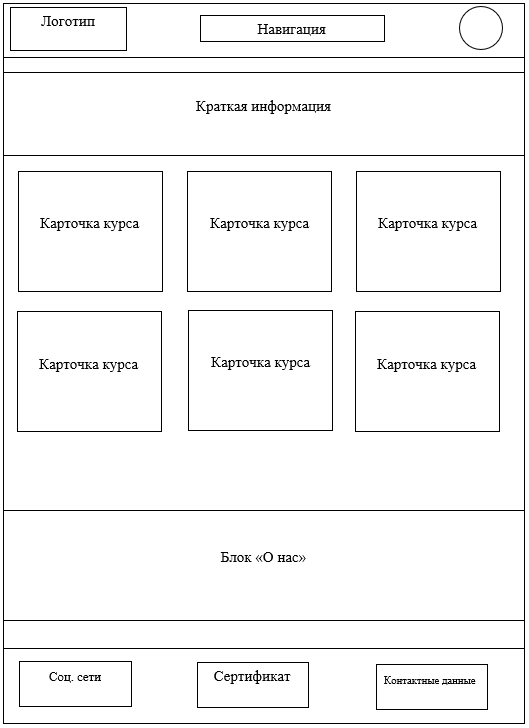 Логотип
Навигация
Краткая информация
Карточка курса
Карточка курса
Карточка курса
Карточка курса
Карточка курса
Карточка курса
Блок «О нас»
Соц. сети
Сертификат
Контактные данные